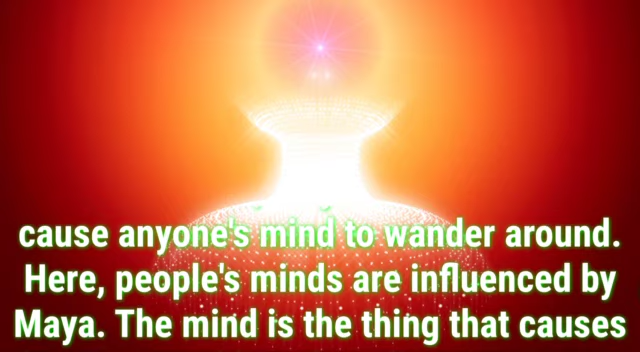 cause anyone's mind to wander around.
Here, people's minds are influenced by
Maya. The mind is the thing that causes